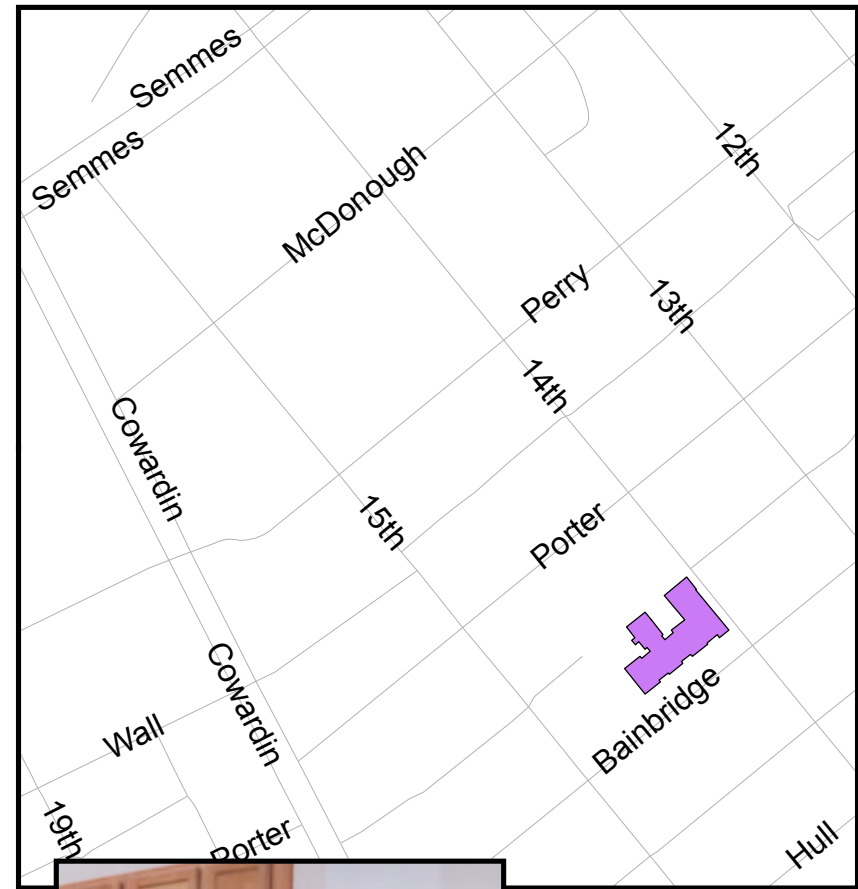 Semmes
Semmes
12th
McDonough
Perry
13th
14th
Cowardin
15th
Porter
Cowardin
Bainbridge
Wall
19th
Porter
Hull